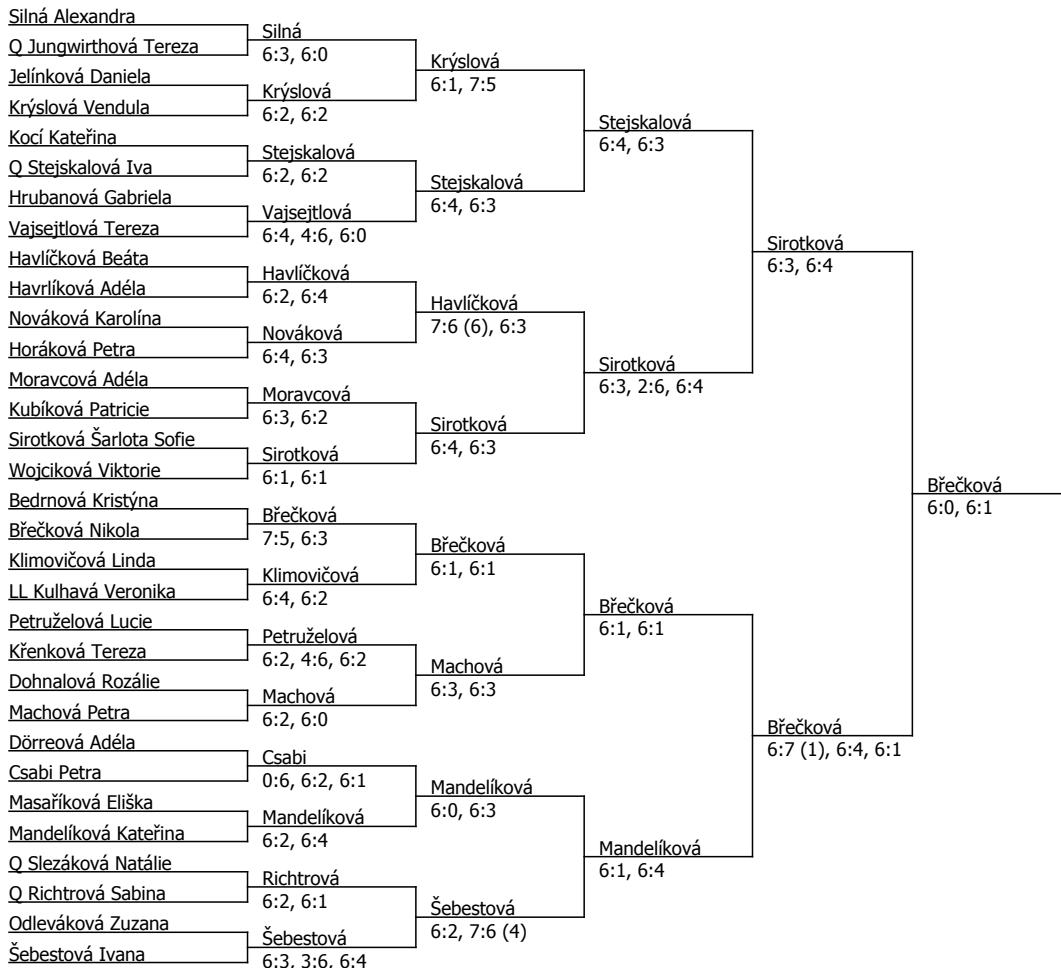 Silná Alexandra
Q Jungwirthová Tereza
Jelínková Daniela
Krýslová Vendula
Kocí Kateřina
Q Stejskalová Iva
Hrubanová Gabriela
Vajsejtlová Tereza
Havlíčková Beáta
Havrlíková Adéla
Nováková Karolína
Horáková Petra
Moravcová Adéla
Kubíková Patricie
Sirotková Šarlota Sofie
Wojciková Viktorie
Bedrnová Kristýna
Břečková Nikola
Klimovičová Linda
LL Kulhavá Veronika
Petruželová Lucie
Křenková Tereza
Dohnalová Rozálie
Machová Petra
Dörreová Adéla
Csabi Petra
Masaříková Eliška
Mandelíková Kateřina
Q Slezáková Natálie
Q Richtrová Sabina
Odleváková Zuzana
Šebestová Ivana
Silná
6:3, 6:0
Krýslová
6:2, 6:2
Stejskalová
6:2, 6:2
Vajsejtlová
6:4, 4:6, 6:0
Havlíčková
6:2, 6:4
Nováková
6:4, 6:3
Moravcová
6:3, 6:2
Sirotková
6:1, 6:1
Břečková
7:5, 6:3
Klimovičová
6:4, 6:2
Petruželová
6:2, 4:6, 6:2
Machová
6:2, 6:0
Csabi
0:6, 6:2, 6:1
Mandelíková
6:2, 6:4
Richtrová
6:2, 6:1
Šebestová
6:3, 3:6, 6:4
Krýslová
6:1, 7:5
Stejskalová
6:4, 6:3
Havlíčková
7:6 (6), 6:3
Sirotková
6:4, 6:3
Břečková
6:1, 6:1
Machová
6:3, 6:3
Mandelíková
6:0, 6:3
Šebestová
6:2, 7:6 (4)
Stejskalová
6:4, 6:3
Sirotková
6:3, 2:6, 6:4
Břečková
6:1, 6:1
Mandelíková
6:1, 6:4
Sirotková
6:3, 6:4
Břečková
6:7 (1), 6:4, 6:1
Břečková
6:0, 6:1